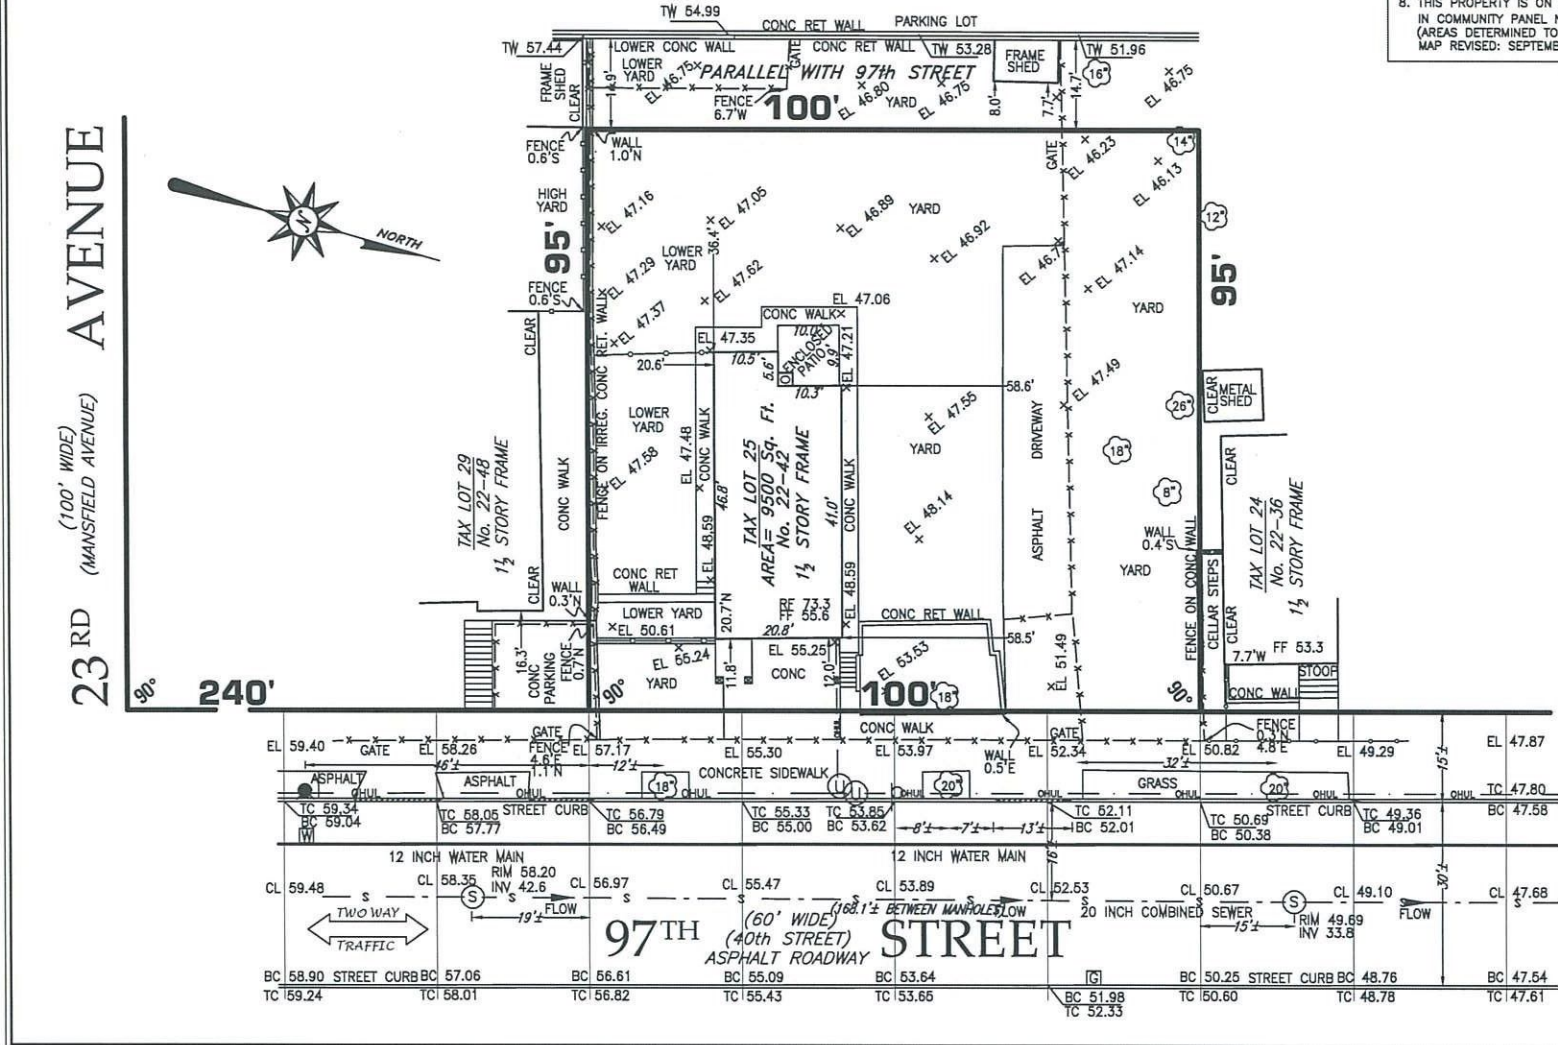 8. THIS PROPERTY IS ON
IN COMMUNITY PANEL
(AREAS DETERMINED TO
MAP REVISED: SEPTEM
TW 54.99
CONC RET WALL
PARKING LOT
TW 57.44
LOWER CONC WALL
GATE
CONC RET WALL
TW 53.28
FRAME
SHED
TW 51.96
FRAME
SHED
CLEAR
14.9'
LOWER
YARD
EL 46.75
PARALLEL WITH 97th STREET
FENCE
6.7'W
100'
EL 46.80
YARD
EL 46.75
8.0'
7.7'
14.7'
16"
EL 46.75
FENCE
0.6'S
WALL
1.0'N
GATE
EL 46.23
14"
EL 46.13
HIGH
YARD
95'
EL 47.16
36.4'
EL 47.05
EL 46.89
YARD
EL 46.92
12"
LOWER
YARD
EL 47.29
EL 47.62
EL 46.7
EL 47.14
YARD
95'
NORTH
N
FENCE
0.6'S
EL 47.37
EL 47.06
CONC WALK
CLEAR
EL 47.35
10.0'
ENCLOSED
PATIO
9.9'
EL 47.21
20.6'
10.5'
5.6'
10.3'
58.6'
EL 47.49
CLEAR
METAL
SHED
26"
23RD AVENUE
(100' WIDE)
(MANSFIELD AVENUE)
TAX LOT 29
No. 22-48
1½ STORY FRAME
CONC WALK
CLEAR
FENCE ON IRREG. CONC RET. WALL
LOWER
YARD
EL 47.58
EL 47.48
CONC WALK
EL 48.59
46.8'
TAX LOT 25
AREA= 9500 Sq. Ft.
No. 22-42
1½ STORY FRAME
41.0'
CONC WALK
EL 48.59
EL 47.55
YARD
EL 48.14
ASPHALT DRIVEWAY
18"
8"
CLEAR
WALL
0.4'S
YARD
FENCE ON CONC WALL
CELLAR STEPS
CLEAR
TAX LOT 24
No. 22-36
1½ STORY FRAME
CONC RET
WALL
WALL
0.3'N
LOWER YARD
EL 50.61
20.7'N
RF 73.3
FF 55.6
20.8'
CONC RET WALL
58.5'
16.3'
CONC
PARKING
FENCE
0.7'N
EL 55.24
YARD
11.8'
EL 55.25
CONC
12.0'
EL 53.53
EL 51.49
7.7'W
FF 53.3
STOOP
CONC WALL
90°
240'
90°
100'
18"
90°
EL 59.40
GATE
EL 58.26
GATE
FENCE
4.6'E
1.1'N
EL 57.17
EL 55.30
CONC WALK
EL 53.97
WALL
0.5'E
GATE
EL 52.34
EL 50.82
FENCE
0.3'N
4.8'E
EL 49.29
EL 47.87
46'±
12'±
32'±
15'±
ASPHALT
ASPHALT
CONCRETE SIDEWALK
GRASS
OHUL
OHUL
18"
OHUL
U
U
OHUL
20"
OHUL
OHUL
20"
OHUL
OHUL
TC 47.80
TC 59.34
BC 59.04
W
TC 58.05
BC 57.77
STREET CURB
TC 56.79
BC 56.49
TC 55.33
BC 55.00
TC 53.85
BC 53.62
8'±
7'±
13'±
TC 52.11
BC 52.01
TC 50.69
BC 50.38
STREET CURB
TC 49.36
BC 49.01
BC 47.58
12 INCH WATER MAIN
12 INCH WATER MAIN
16'±
30'±
CL 59.48
CL 58.35
RIM 58.20
INV 42.6
CL 56.97
CL 55.47
CL 53.89
CL 52.53
CL 50.67
CL 49.10
CL 47.68
S
S
S
S
S
S
S
S
S
TWO WAY
TRAFFIC
19'±
FLOW
(168.1'± BETWEEN MANHOLES)
FLOW
20 INCH COMBINED SEWER
15'±
RIM 49.69
INV 33.8
FLOW
97TH STREET
(60' WIDE)
(40th STREET)
ASPHALT ROADWAY
BC 58.90
STREET CURB
BC 57.06
BC 56.61
BC 55.09
BC 53.64
G
BC 50.25
STREET CURB
BC 48.76
BC 47.54
TC 59.24
TC 58.01
TC 56.82
TC 55.43
TC 53.65
BC 51.98
TC 52.33
TC 50.60
TC 48.78
TC 47.61